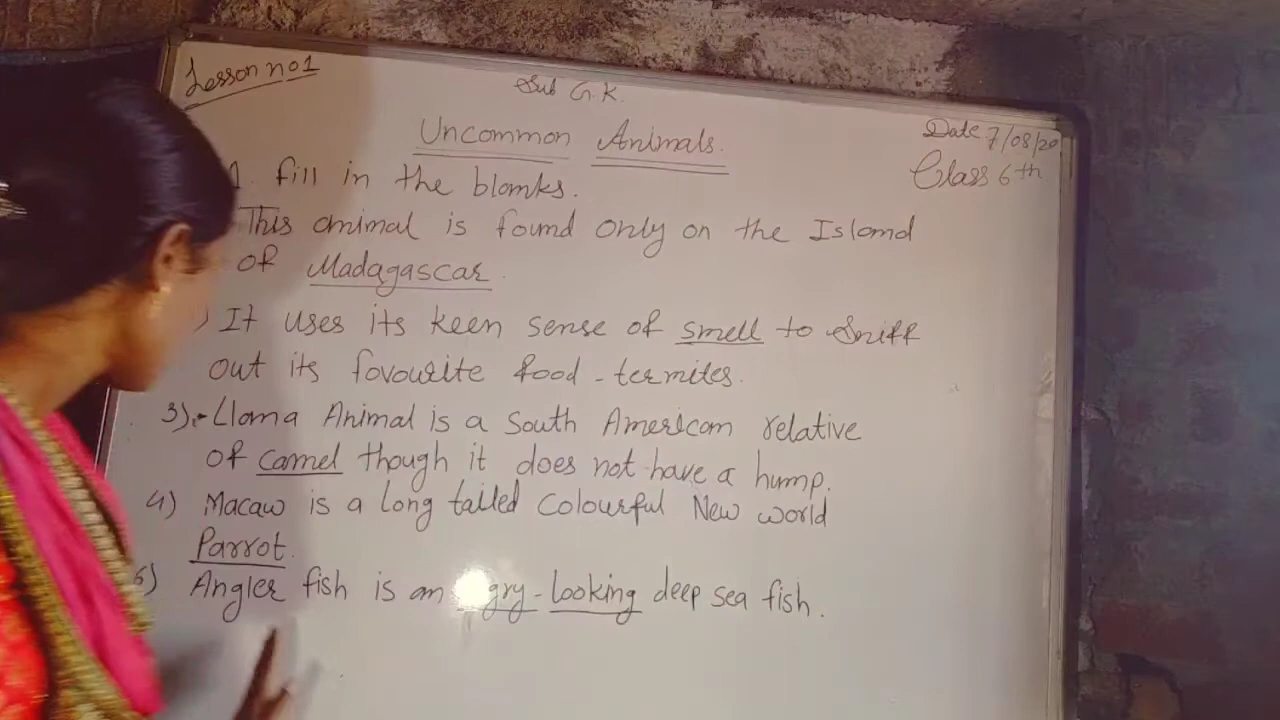 Lesson no 1
Sub G.K.
Date 7/08/20
Uncommon Animals.
Class 6th
1. fill in the blanks.
This animal is found only on the Island
of Madagascar.
) It uses its keen sense of smell to Sniff
out its favourite food - termites.
3):- Llama Animal is a South American relative
of camel though it does not have a hump.
4) Macaw is a long tailed Colourful New world
Parrot.
) Angler fish is an gry - looking deep sea fish.